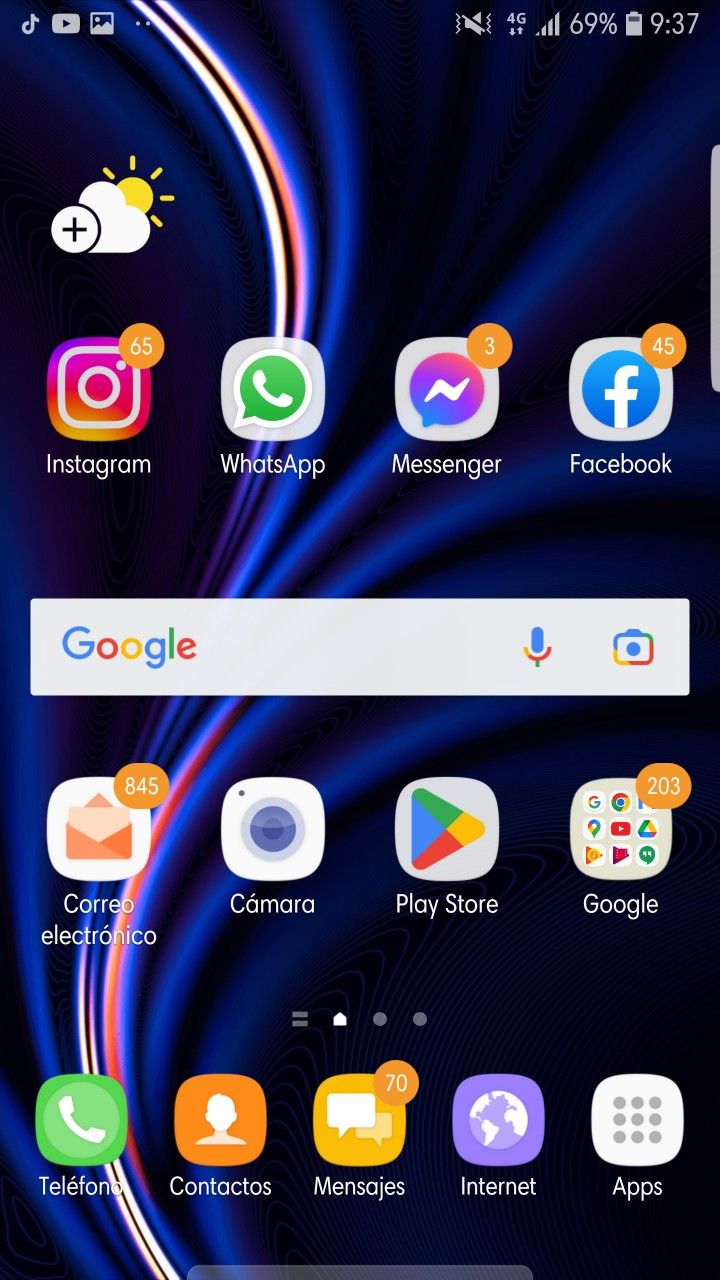 4G 69% 9:37
65
3
45
Instagram
WhatsApp
Messenger
Facebook
Google
845
203
Correo
electrónico
Cámara
Play Store
Google
70
Teléfono
Contactos
Mensajes
Internet
Apps